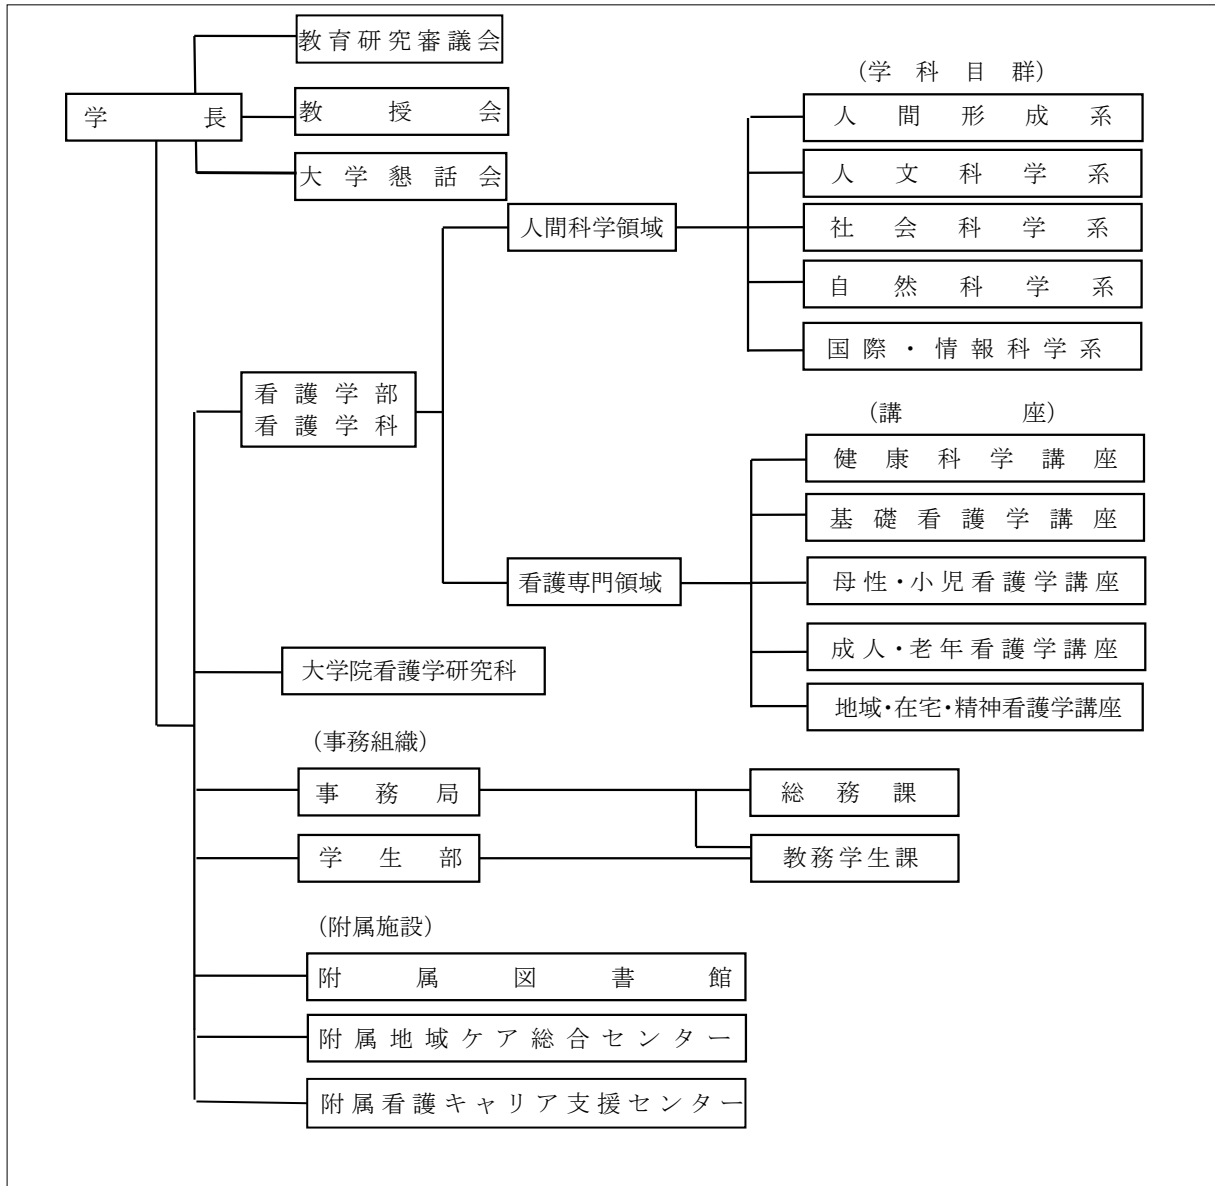 教育研究審議会
学長
教授会
大学懇話会
（学科目群）
人間形成系
人文科学系
人間科学領域
社会科学系
自然科学系
国際・情報科学系
看護学部
看護学科
（講座）
健康科学講座
基礎看護学講座
看護専門領域
母性・小児看護学講座
成人・老年看護学講座
地域・在宅・精神看護学講座
大学院看護学研究科
（事務組織）
事務局
総務課
学生部
教務学生課
（附属施設）
附属図書館
附属地域ケア総合センター
附属看護キャリア支援センター